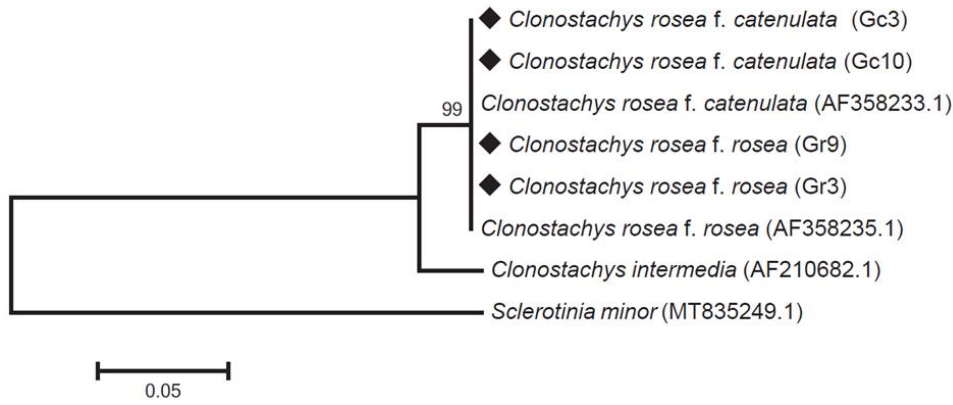 Clonostachys rosea f. catenulata (Gc3)
Clonostachys rosea f. catenulata (Gc10)
99
Clonostachys rosea f. catenulata (AF358233.1)
Clonostachys rosea f. rosea (Gr9)
Clonostachys rosea f. rosea (Gr3)
Clonostachys rosea f. rosea (AF358235.1)
Clonostachys intermedia (AF210682.1)
Sclerotinia minor (MT835249.1)
0.05